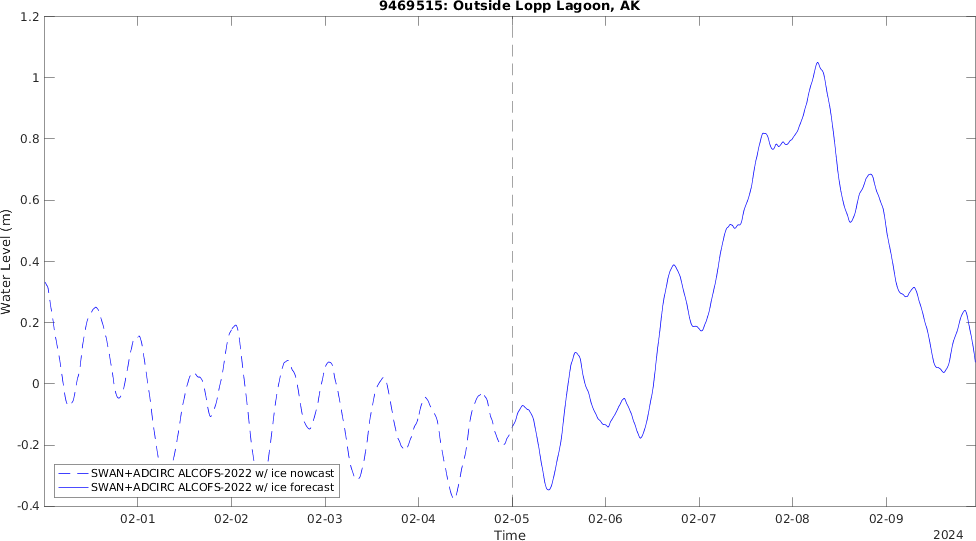 9469515: Outside Lopp Lagoon, AK
1.2
1
0.8
0.6
0.4
0.2
0
-0.2
-0.4
Water Level (m)
SWAN+ADCIRC ALCOFS-2022 w/ ice nowcast
SWAN+ADCIRC ALCOFS-2022 w/ ice forecast
02-01 02-02 02-03 02-04 02-05 02-06 02-07 02-08 02-09
Time
2024